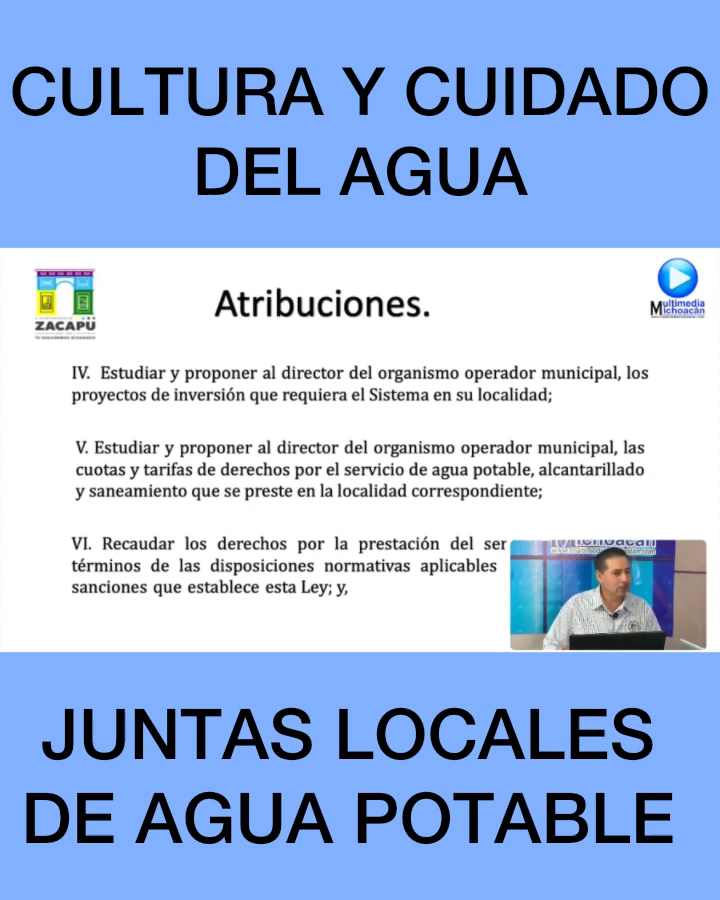 CULTURA Y CUIDADO
DEL AGUA
ZACAPU
Atribuciones.
Multimedia
Michoacán
IV. Estudiar y proponer al director del organismo operador municipal, los
proyectos de inversión que requiera el Sistema en su localidad;
V. Estudiar y proponer al director del organismo operador municipal, las
cuotas y tarifas de derechos por el servicio de agua potable, alcantarillado
y saneamiento que se preste en la localidad correspondiente;
VI. Recaudar los derechos por la prestación del ser
términos de las disposiciones normativas aplicables
sanciones que establece esta Ley; y,
JUNTAS LOCALES
DE AGUA POTABLE